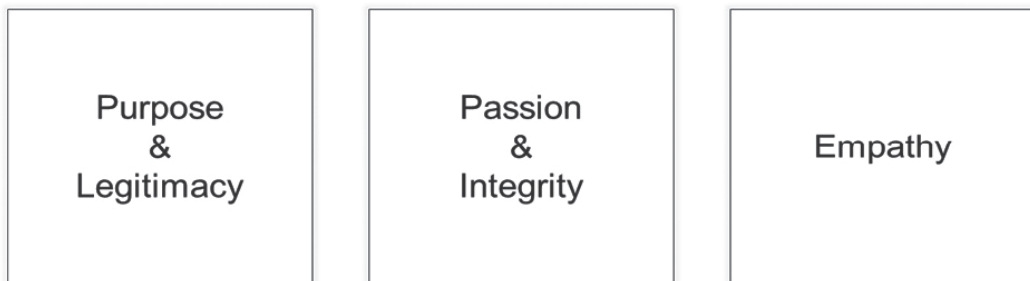 Purpose
&
Legitimacy
Passion
&
Integrity
Empathy